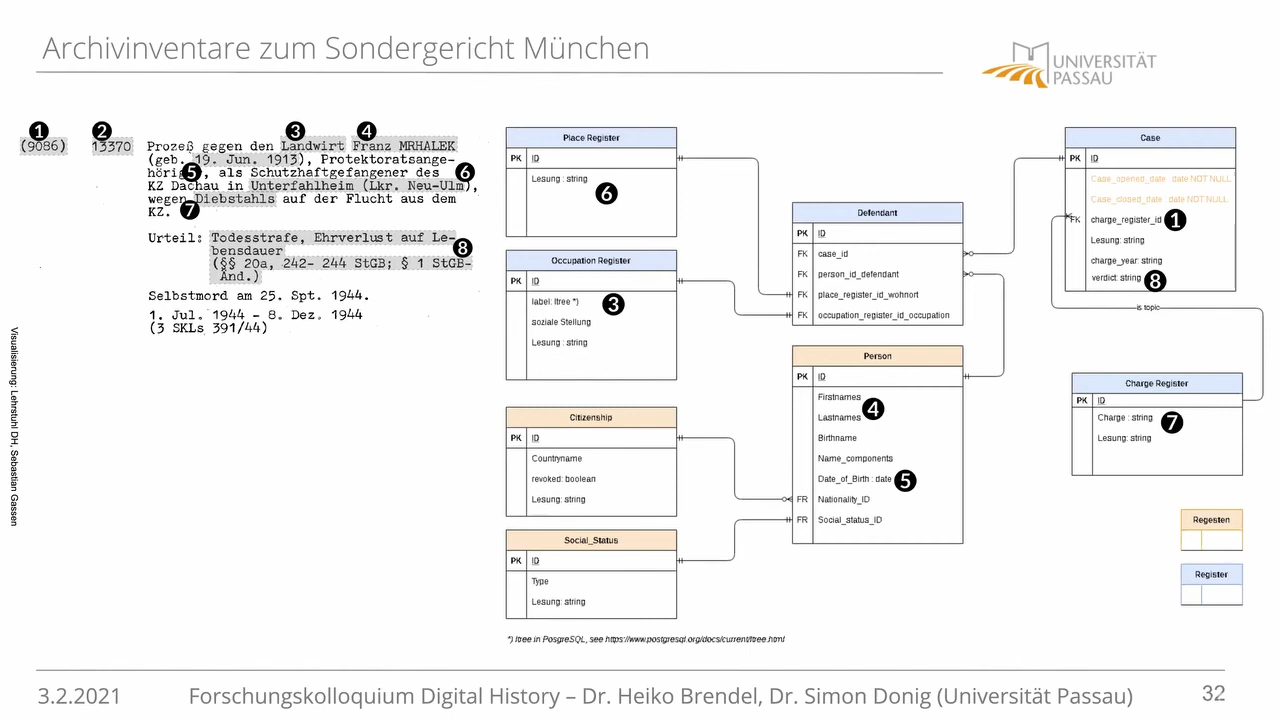 Archivinventare zum Sondergericht München
UNIVERSITÄT
PASSAU
1
2
3
4
(9086)
13370
Prozeß gegen den Landwirt Franz MRHALEK
(geb. 19. Jun. 1913), Protektoratsange-
hörig, als Schutzhaftgefangener des
5
6
KZ Dachau in Unterfahlheim (Lkr. Neu-Ulm),
wegen Diebstahls auf der Flucht aus dem
KZ.
7
Urteil: Todesstrafe, Ehrverlust auf Le-
bensdauer
8
(§§ 20a, 242- 244 StGB; § 1 StGB-
Änd.)
Selbstmord am 25. Spt. 1944.
1. Jul. 1944 - 8. Dez. 1944
(3 SKLs 391/44)
Visualisierung: Lehrstuhl DH, Sebastian Gassen
Place Register
PK ID
Lesung : string
6
Occupation Register
PK ID
label: ltree *)
3
soziale Stellung
Lesung : string
Citizenship
PK ID
Countryname
revoked: boolean
Lesung: string
Social_Status
PK ID
Type
Lesung: string
Defendant
PK ID
FK case_id
FK person_id_defendant
FK place_register_id_wohnort
FK occupation_register_id_occupation
Person
PK ID
Firstnames
4
Lastnames
Birthname
Name_components
Date_of_Birth : date
5
FR Nationality_ID
FR Social_status_ID
Case
PK ID
Case_opened_date : date NOT NULL
Case_closed_date : date NOT NULL
FK charge_register_id
1
Lesung: string
charge_year: string
verdict: string
8
is topic
Charge Register
PK ID
Charge : string
7
Lesung: string
Regesten
Register
*) ltree in PosgreSQL, see https://www.postgresql.org/docs/current/ltree.html
3.2.2021
Forschungskolloquium Digital History – Dr. Heiko Brendel, Dr. Simon Donig (Universität Passau)
32